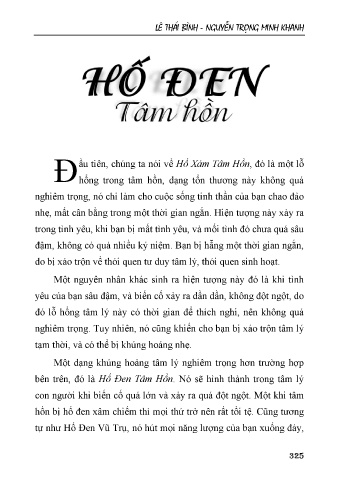 LÊ THÁI BÌNH - NGUYỄN TRỌNG MINH KHANH
HỐ ĐEN
Tâm hồn
Đầu tiên, chúng ta nói về Hố Xám Tâm Hồn, đó là một lỗ
hổng trong tâm hồn, dạng tổn thương này không quá
nghiêm trọng, nó chỉ làm cho cuộc sống tinh thần của bạn chao đảo
nhẹ, mất cân bằng trong một thời gian ngắn. Hiện tượng này xảy ra
trong tình yêu, khi bạn bị mất tình yêu, và mối tình đó chưa quá sâu
đậm, không có quá nhiều kỷ niệm. Bạn bị hẫng một thời gian ngắn,
do bị xáo trộn về thói quen tư duy tâm lý, thói quen sinh hoạt.
Một nguyên nhân khác sinh ra hiện tượng này đó là khi tình
yêu của bạn sâu đậm, và biến cố xảy ra dần dần, không đột ngột, do
đó lỗ hổng tâm lý này có thời gian để thích nghi, nên không quá
nghiêm trọng. Tuy nhiên, nó cũng khiến cho bạn bị xáo trộn tâm lý
tạm thời, và có thể bị khủng hoảng nhẹ.
Một dạng khủng hoảng tâm lý nghiêm trọng hơn trường hợp
bên trên, đó là Hố Đen Tâm Hồn. Nó sẽ hình thành trong tâm lý
con người khi biến cố quá lớn và xảy ra quá đột ngột. Một khi tâm
hồn bị hố đen xâm chiếm thì mọi thứ trở nên rất tồi tệ. Cũng tương
tự như Hố Đen Vũ Trụ, nó hút mọi năng lượng của bạn xuống đáy,
325